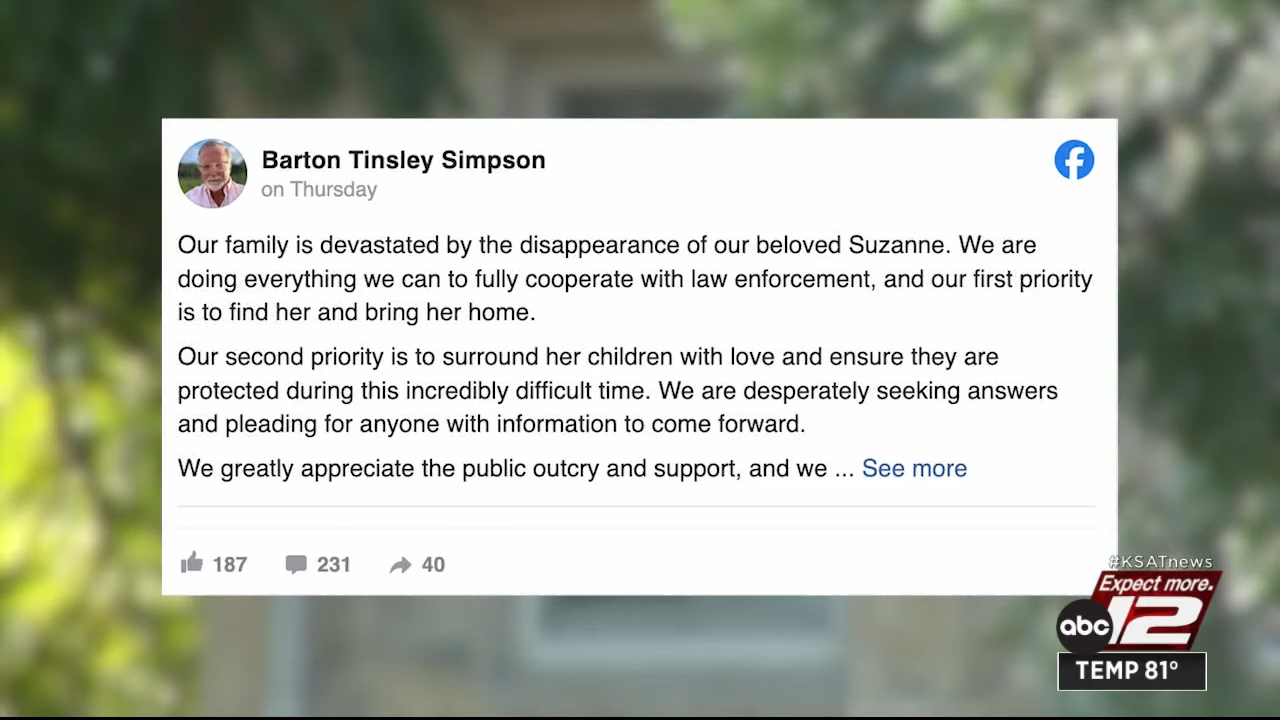 Barton Tinsley Simpson
on Thursday
Our family is devastated by the disappearance of our beloved Suzanne. We are
doing everything we can to fully cooperate with law enforcement, and our first priority
is to find her and bring her home.
Our second priority is to surround her children with love and ensure they are
protected during this incredibly difficult time. We are desperately seeking answers
and pleading for anyone with information to come forward.
We greatly appreciate the public outcry and support, and we ... See more
187 231 40
#KSATnews
Expect more.
abc 12
TEMP 81°